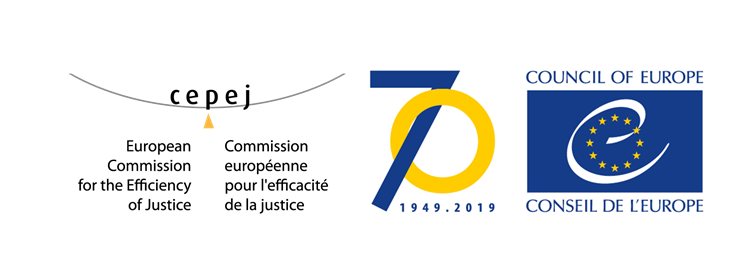 cepej
European
Commission
for the Efficiency
of Justice
Commission
européenne
pour l'efficacité
de la justice
70
1949.2019
COUNCIL OF EUROPE
CONSEIL DE L'EUROPE